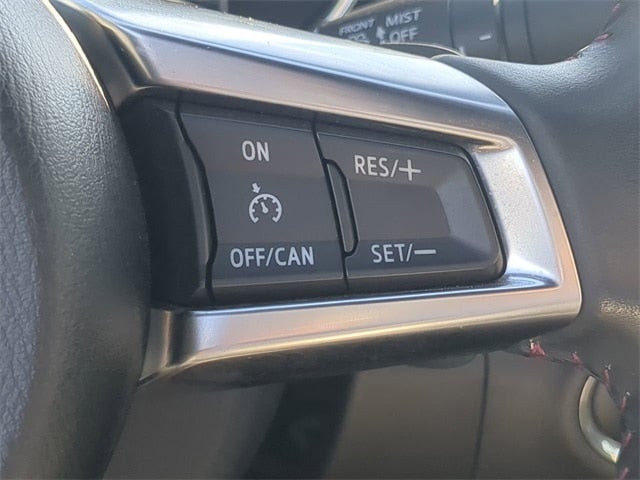 FRONT
MIST
OFF
ON
RES/+
OFF/CAN
SET/—